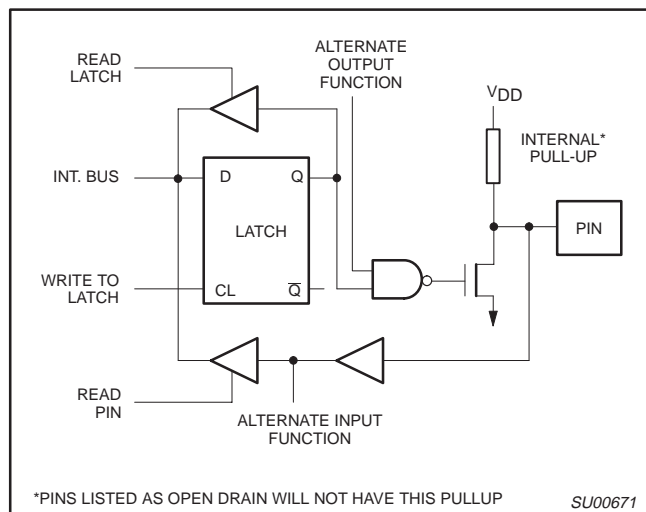 READ
LATCH
ALTERNATE
OUTPUT
FUNCTION
VDD
INTERNAL*
PULL-UP
INT. BUS
D
Q
LATCH
PIN
WRITE TO
LATCH
CL
Q̅
READ
PIN
ALTERNATE INPUT
FUNCTION
*PINS LISTED AS OPEN DRAIN WILL NOT HAVE THIS PULLUP
SU00671